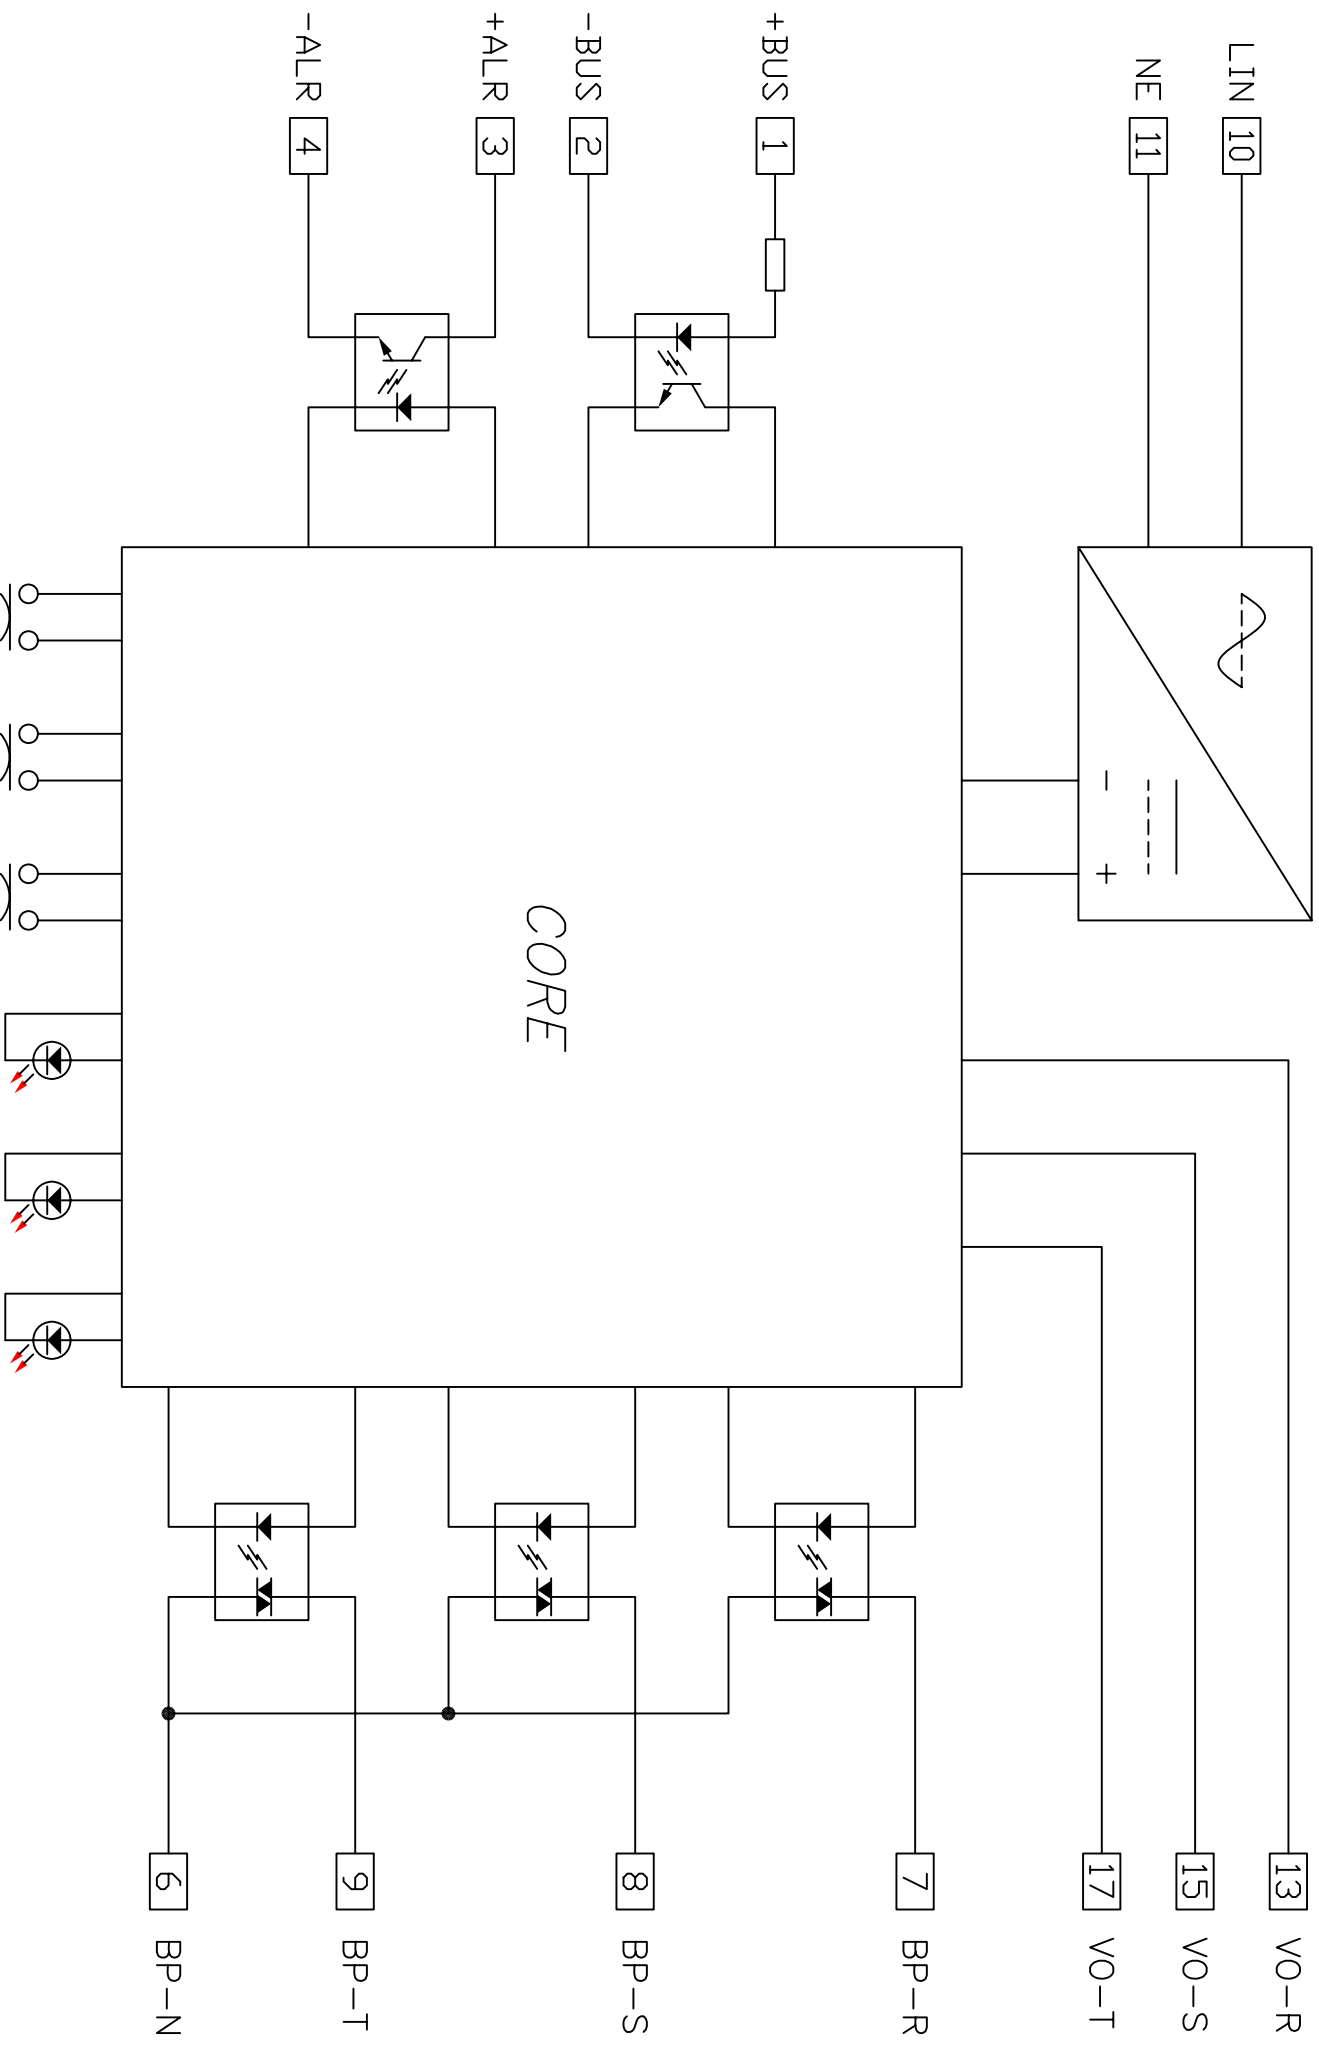 LIN 10
NE 11
+BUS 1
-BUS 2
+ALR 3
-ALR 4
- +
CORE
13 VO-R
15 VO-S
17 VO-T
7 BP-R
8 BP-S
9 BP-T
6 BP-N